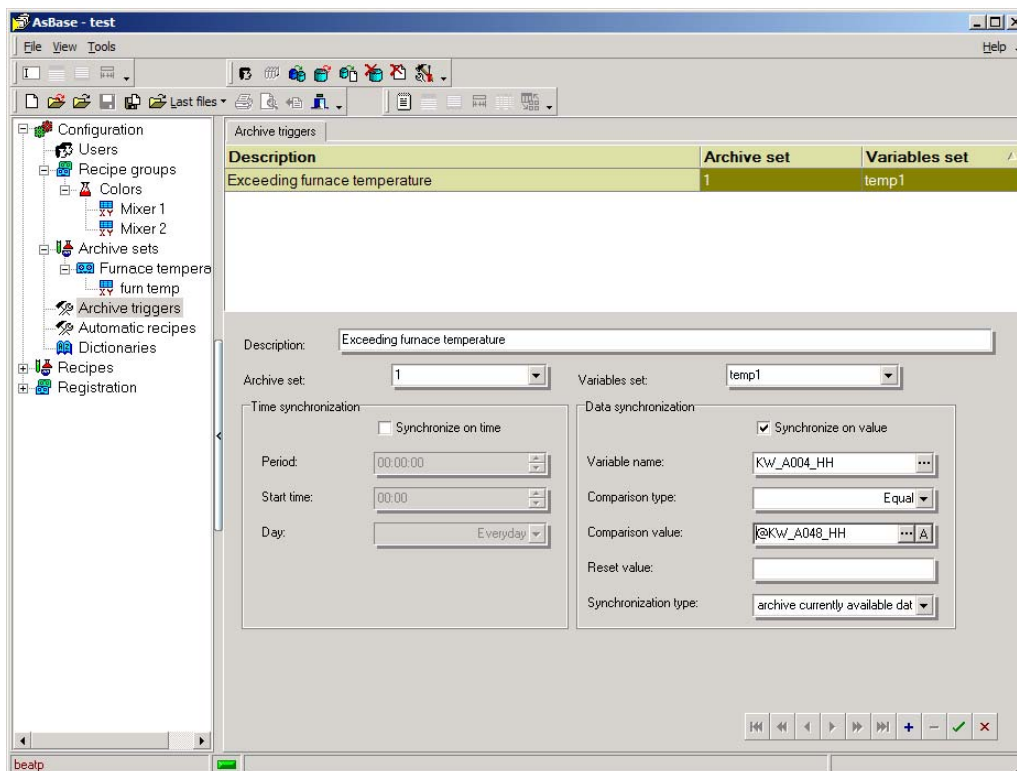 AsBase - test
File View Tools Help
Last files
Configuration
Users
Recipe groups
Colors
Mixer 1
Mixer 2
Archive sets
Furnace tempera
furn temp
Archive triggers
Automatic recipes
Dictionaries
Recipes
Registration
Archive triggers
Description Archive set Variables set
Exceeding furnace temperature 1 temp1
Description: Exceeding furnace temperature
Archive set: 1 Variables set: temp1
Time synchronization
Synchronize on time
Period: 00:00:00
Start time: 00:00
Day: Everyday
Data synchronization
Synchronize on value
Variable name: KW_A004_HH ...
Comparison type: Equal
Comparison value: @KW_A048_HH ... A
Reset value:
Synchronization type: archive currently available dat
beatp